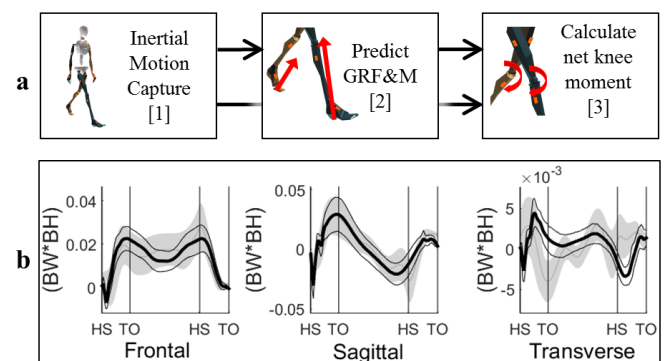 a
Inertial
Motion
Capture
[1]
Predict
GRF&M
[2]
Calculate
net knee
moment
[3]
b
(BW*BH)
0.04
0.02
0
HS TO HS TO
Frontal
(BW*BH)
0.05
0
-0.05
HS TO HS TO
Sagittal
(BW*BH)
× 10⁻³
5
0
-5
HS TO HS TO
Transverse